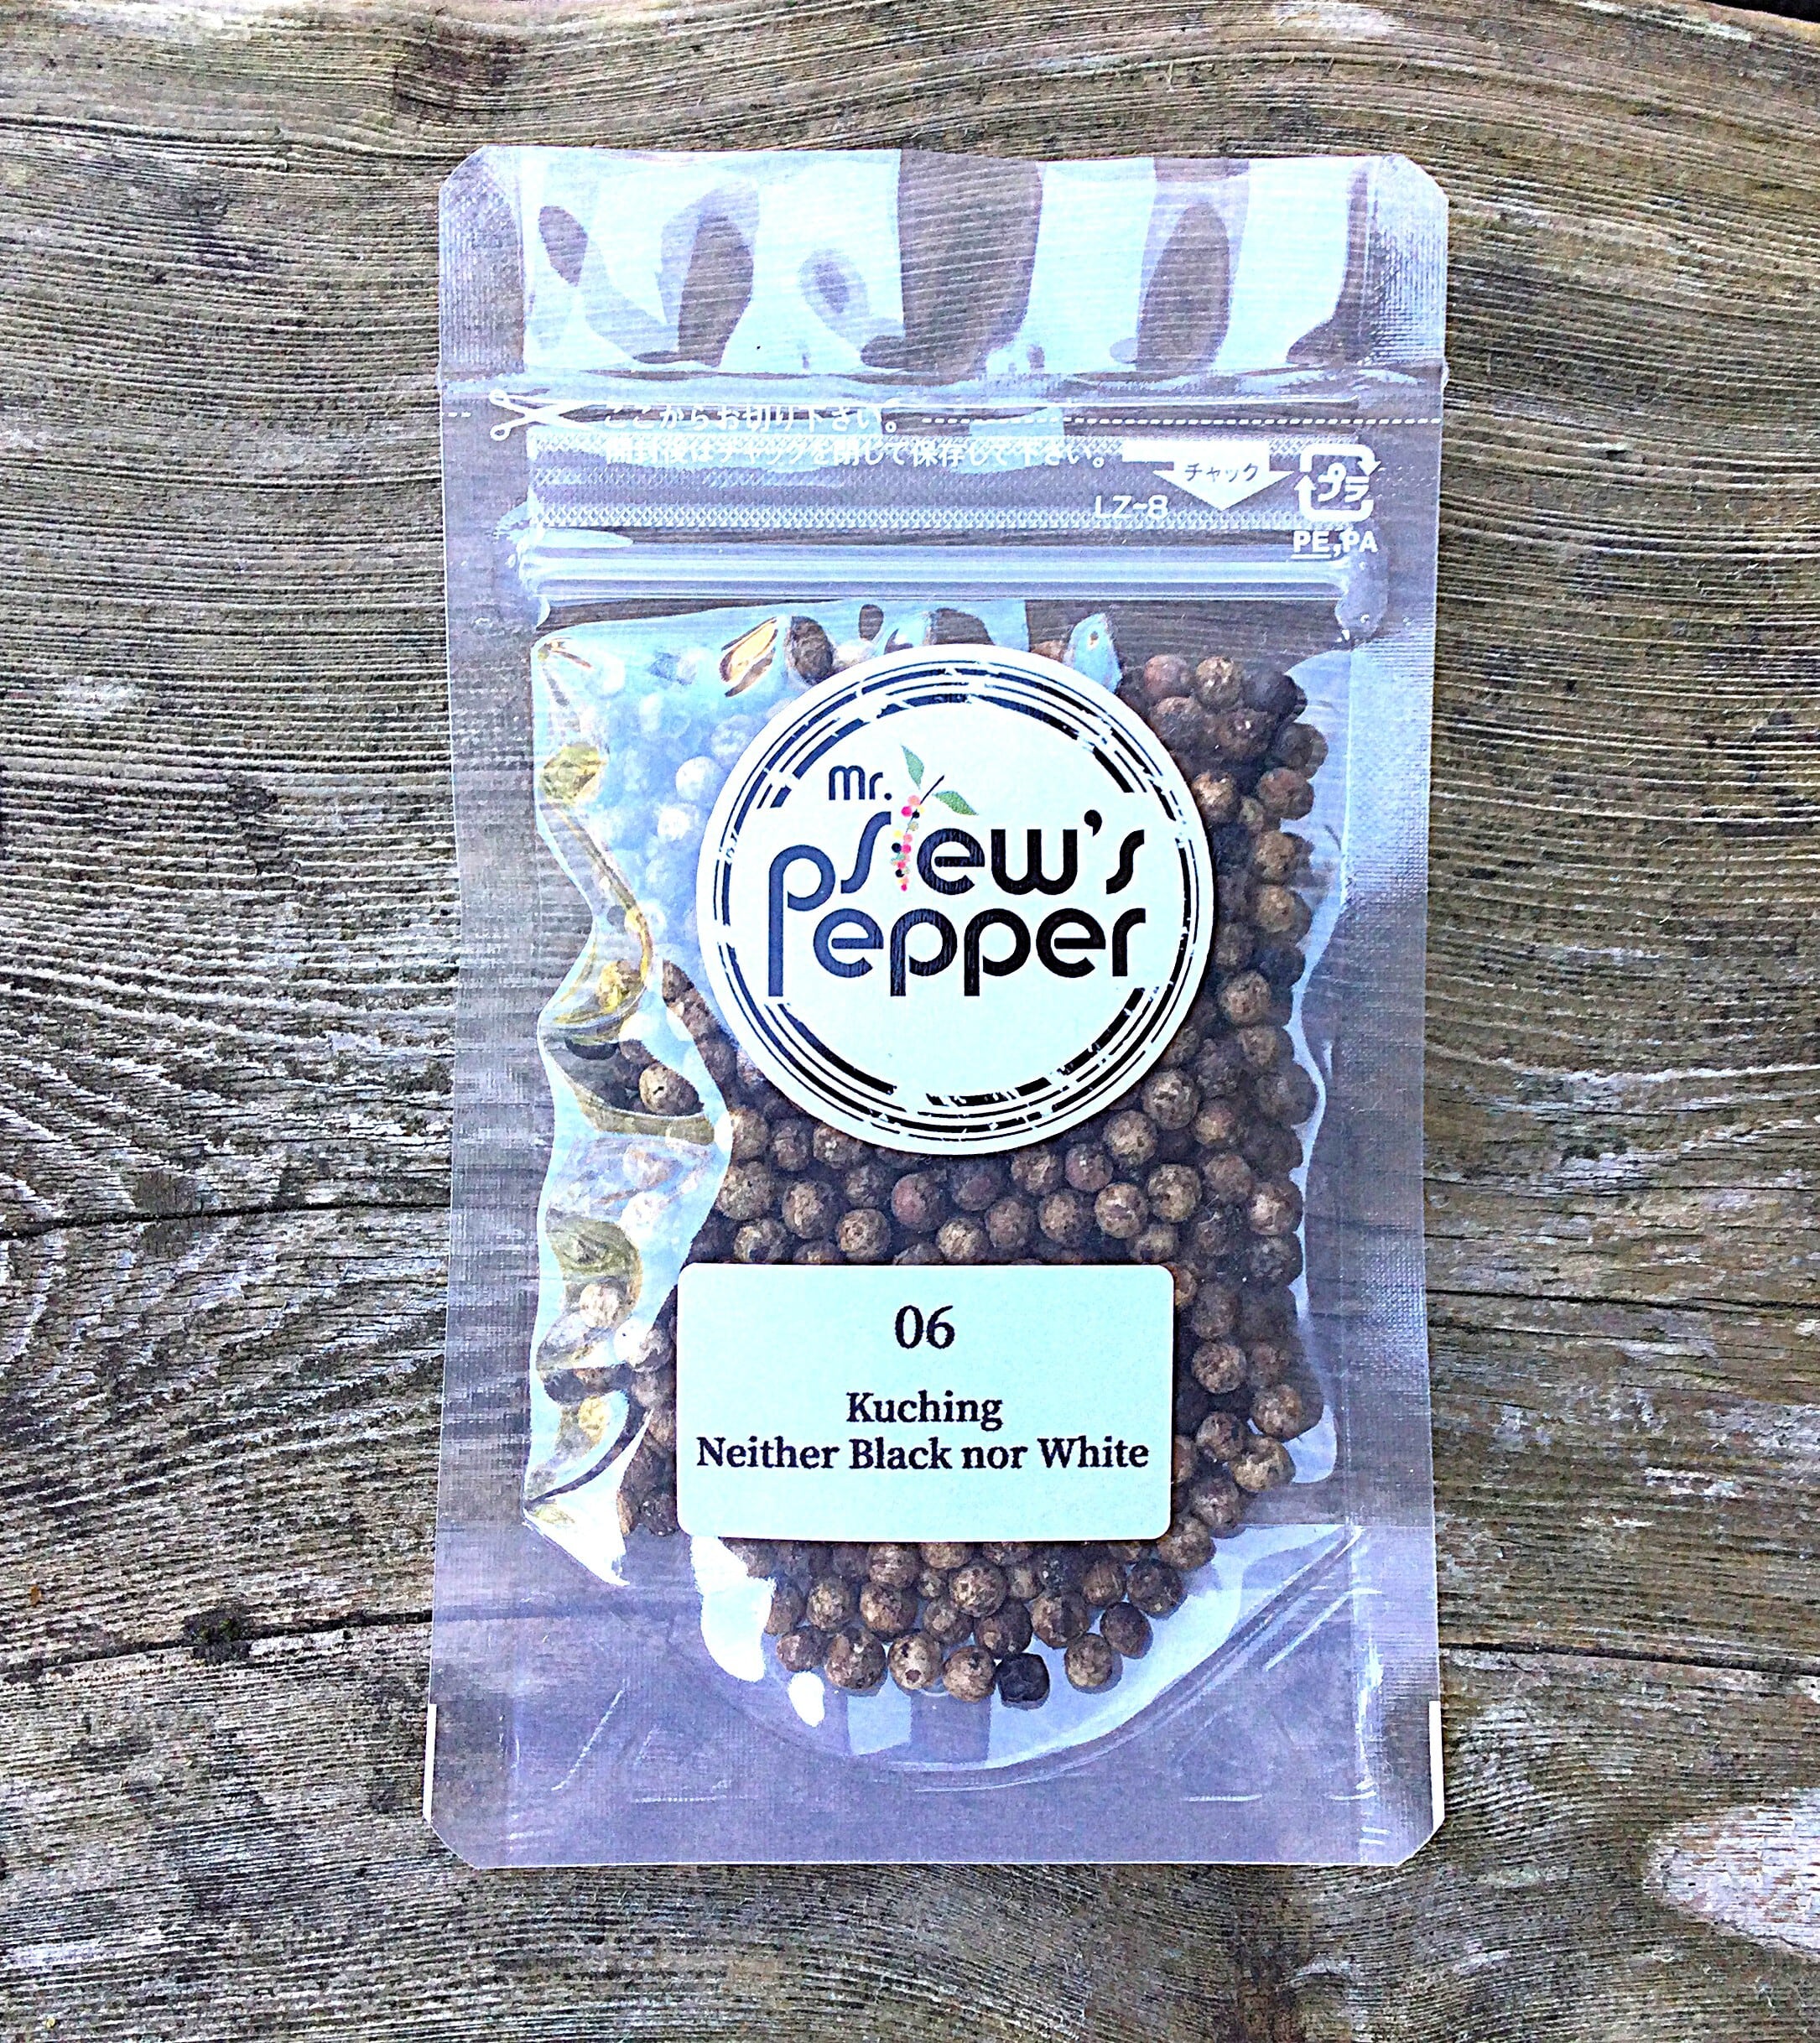 ここからお切り下さい。
開封後はチャックを閉じて保存して下さい。
チャック
プラ
LZ-8
PE,PA
Mr.
Siew's
Pepper
06
Kuching
Neither Black nor White